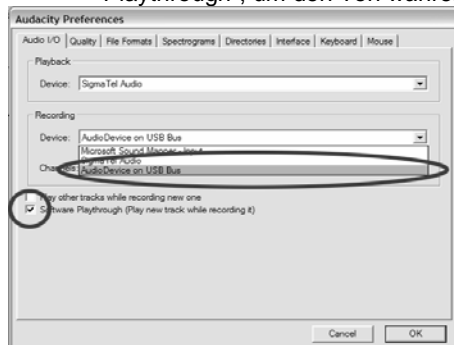 Playthrough", um den Ton währe
Audacity Preferences
Audio I/O Quality File Formats Spectrograms Directories Interface Keyboard Mouse
Playback
Device: SigmaTel Audio
Recording
Device: AudioDevice on USB Bus
Microsoft Sound Mapper - Input
SigmaTel Audio
AudioDevice on USB Bus
Play other tracks while recording new one
Software Playthrough (Play new track while recording it)
Cancel OK